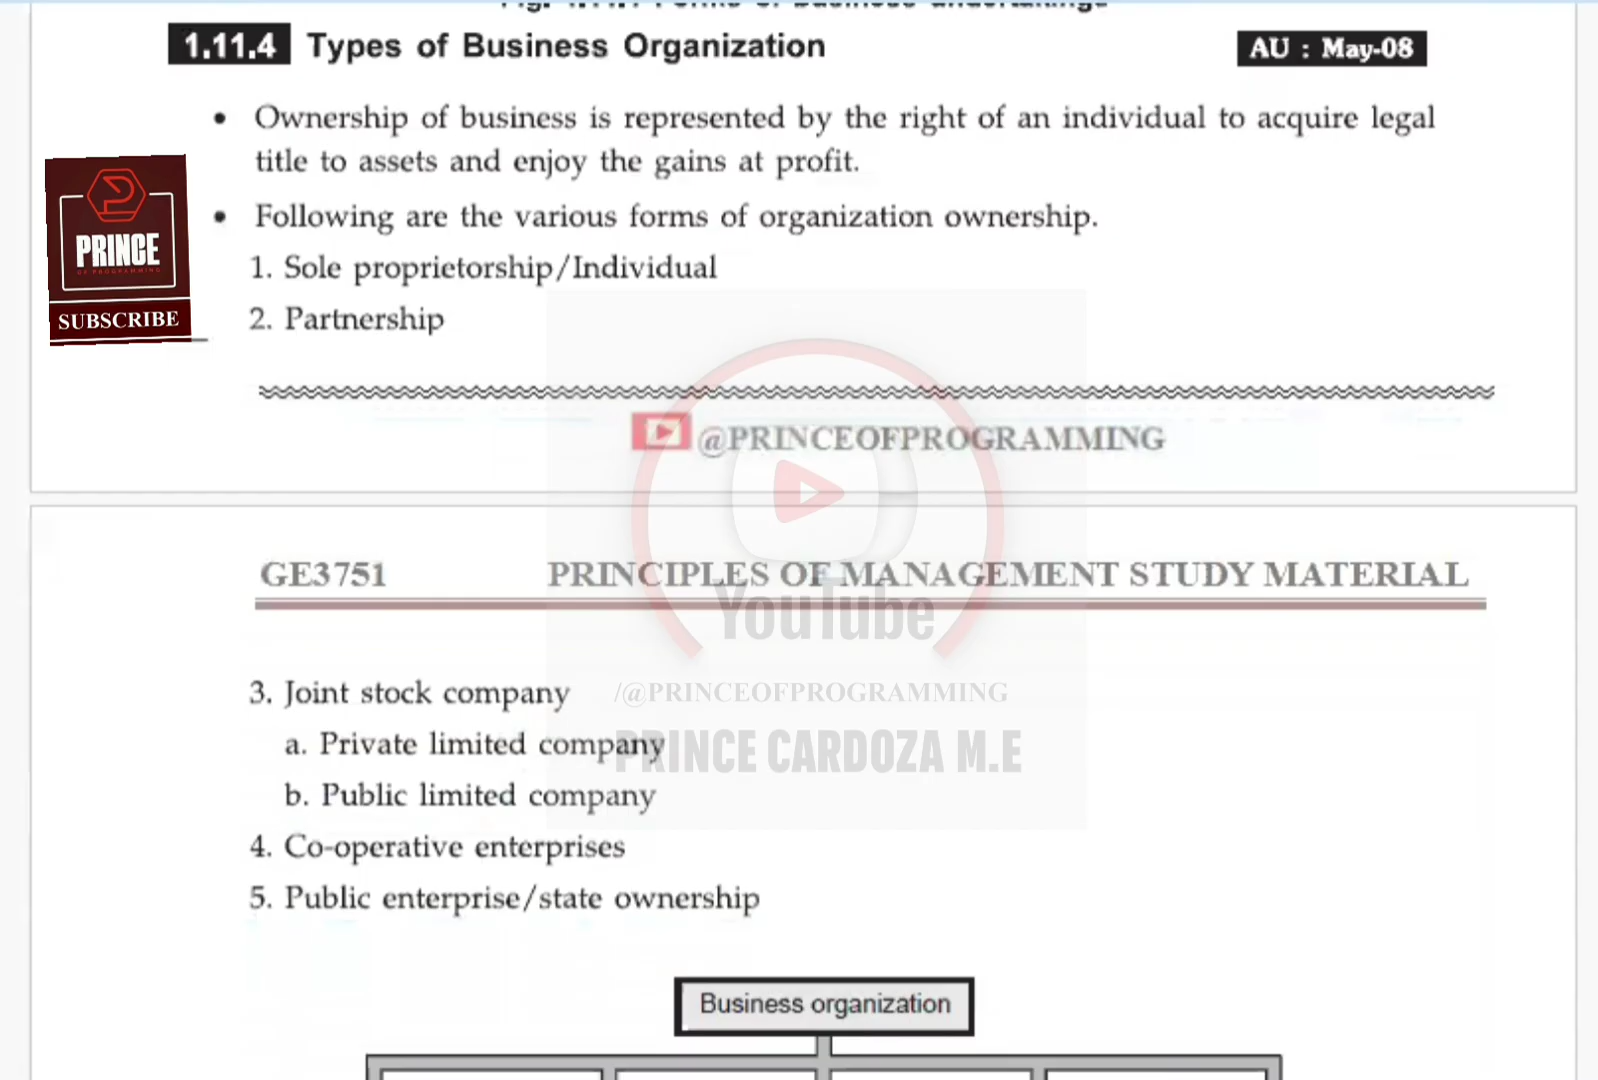 1.11.4 Types of Business Organization AU : May-08
• Ownership of business is represented by the right of an individual to acquire legal
title to assets and enjoy the gains at profit.
• Following are the various forms of organization ownership.
1. Sole proprietorship/Individual
2. Partnership
PRINCE
OF PROGRAMMING
SUBSCRIBE
@PRINCEOFPROGRAMMING
GE3751 PRINCIPLES OF MANAGEMENT STUDY MATERIAL
YouTube
3. Joint stock company
/@PRINCEOFPROGRAMMING
a. Private limited company
PRINCE CARDOZA M.E
b. Public limited company
4. Co-operative enterprises
5. Public enterprise/state ownership
Business organization